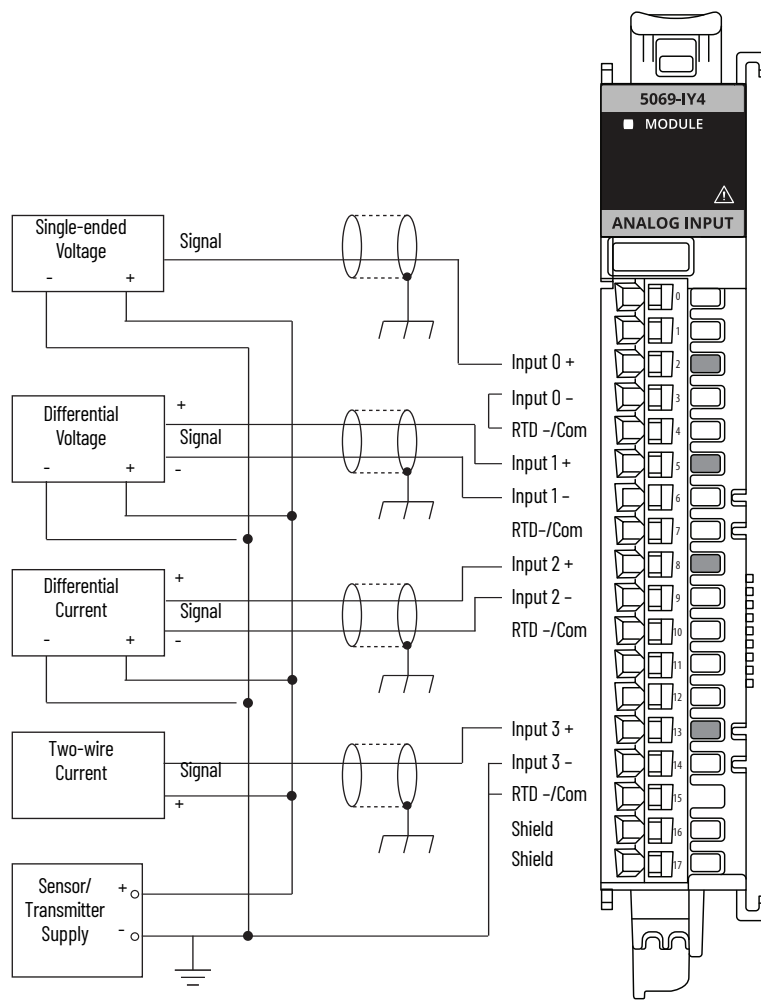 5069-IY4
MODULE
ANALOG INPUT
Single-ended
Voltage
- +
Signal
Differential
Voltage
- +
+
Signal
-
Differential
Current
- +
+
Signal
-
Two-wire
Current
Signal
+
Sensor/
Transmitter
Supply
+
-
Input 0 +
Input 0 –
RTD –/Com
Input 1 +
Input 1 –
RTD–/Com
Input 2 +
Input 2 –
RTD –/Com
Input 3 +
Input 3 –
RTD –/Com
Shield
Shield
0
1
2
3
4
5
6
7
8
9
10
11
12
13
14
15
16
17